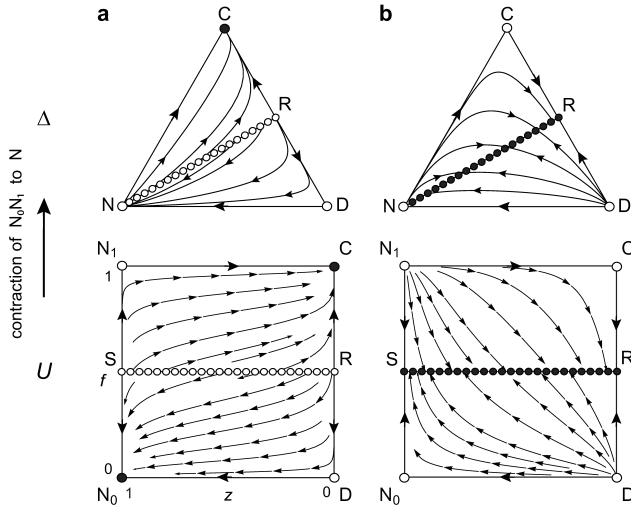 a
b
C
C
R
R
Δ
N
D
N
D
contraction of N₀N₁ to N
U
N₁
C
N₁
C
1
S
R
S
R
f
0
N₀
1
z
0
D
N₀
D